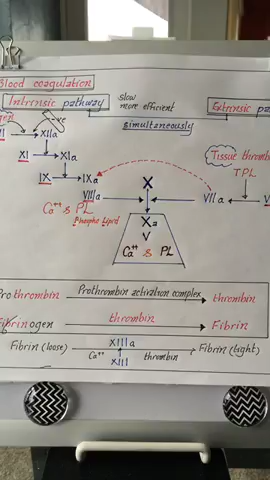 Blood coagulation
Intrinsic pathway
slow
more efficient
Extrinsic pat
simultaneously
XIIa
Tissue thromb
TPL
XI XIa
IX IXa
VIIIa
X
VIIa
Ca++ & PL
Phospho Lipid
Xa
V
Ca++ & PL
Prothrombin Prothrombin activation complex thrombin
Fibrinogen thrombin Fibrin
Fibrin (loose) XIIIa Fibrin (tight)
Ca++ thrombin
XIII